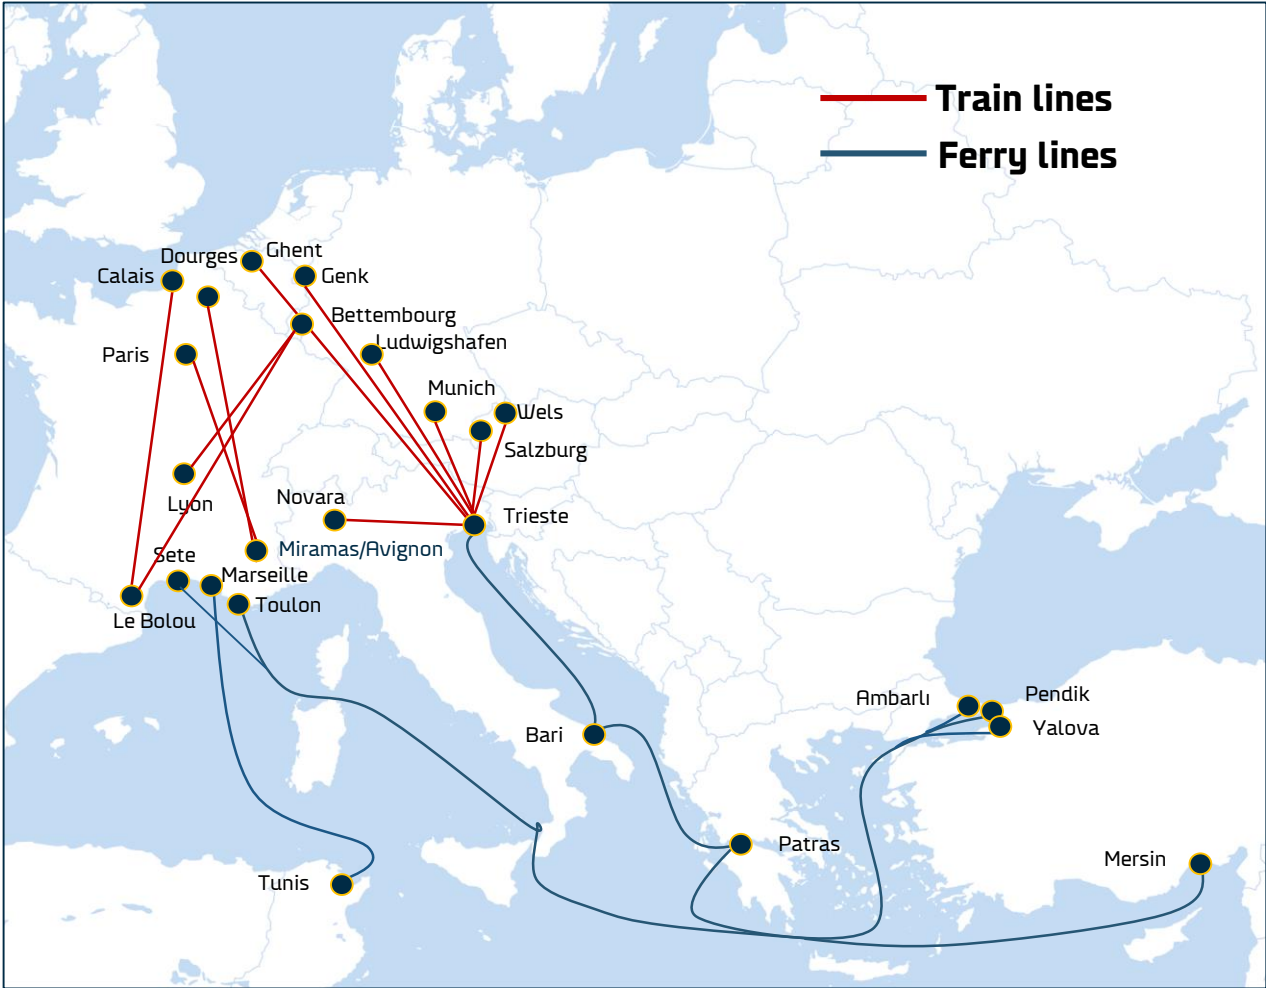 Train lines
Ferry lines
Dourges
Ghent
Calais
Genk
Bettembourg
Paris
Ludwigshafen
Munich
Wels
Salzburg
Lyon
Novara
Trieste
Sete
Miramas/Avignon
Marseille
Toulon
Le Bolou
Ambarlı
Pendik
Yalova
Bari
Patras
Mersin
Tunis